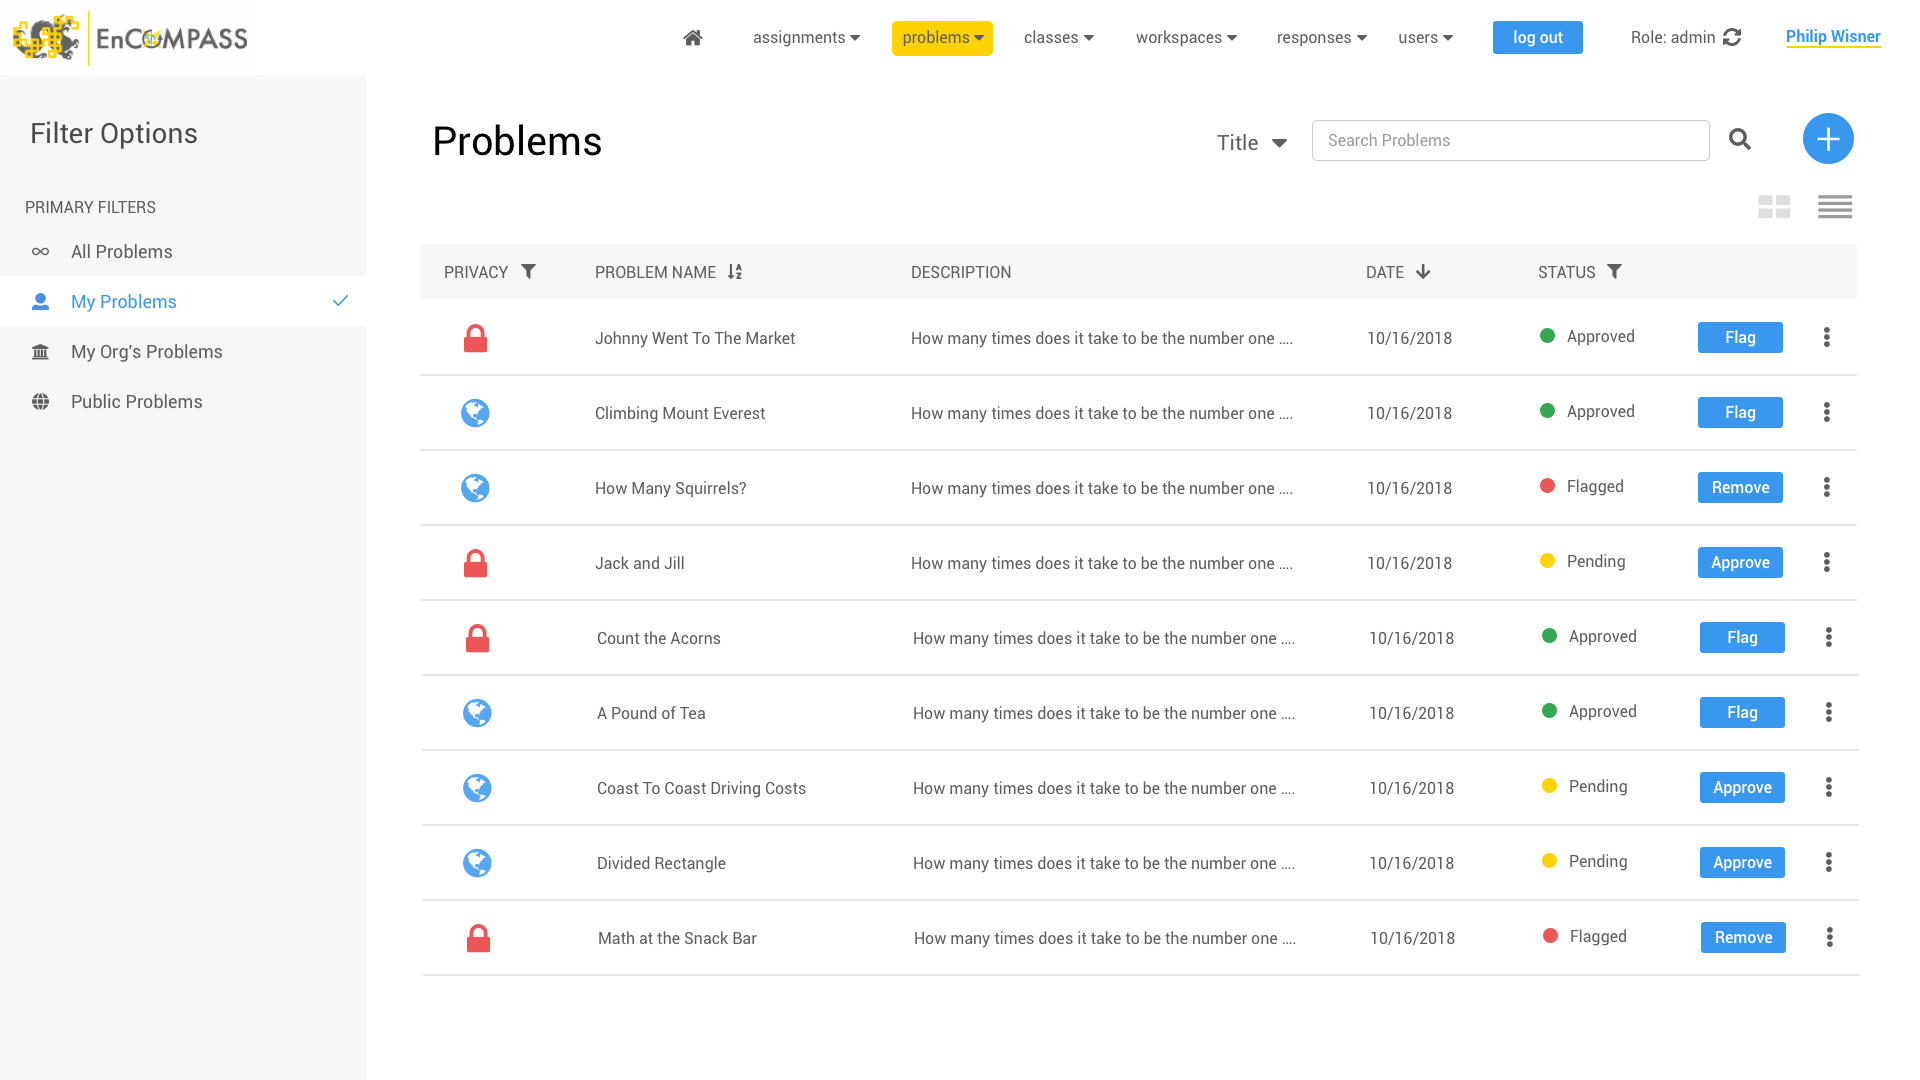 EnCOMPASS
assignments problems classes workspaces responses users log out Role: admin Philip Wisner
Filter Options
PRIMARY FILTERS
All Problems
My Problems
My Org's Problems
Public Problems
Problems
Title Search Problems
PRIVACY PROBLEM NAME DESCRIPTION DATE STATUS
Johnny Went To The Market How many times does it take to be the number one .... 10/16/2018 Approved Flag
Climbing Mount Everest How many times does it take to be the number one .... 10/16/2018 Approved Flag
How Many Squirrels? How many times does it take to be the number one .... 10/16/2018 Flagged Remove
Jack and Jill How many times does it take to be the number one .... 10/16/2018 Pending Approve
Count the Acorns How many times does it take to be the number one .... 10/16/2018 Approved Flag
A Pound of Tea How many times does it take to be the number one .... 10/16/2018 Approved Flag
Coast To Coast Driving Costs How many times does it take to be the number one .... 10/16/2018 Pending Approve
Divided Rectangle How many times does it take to be the number one .... 10/16/2018 Pending Approve
Math at the Snack Bar How many times does it take to be the number one .... 10/16/2018 Flagged Remove